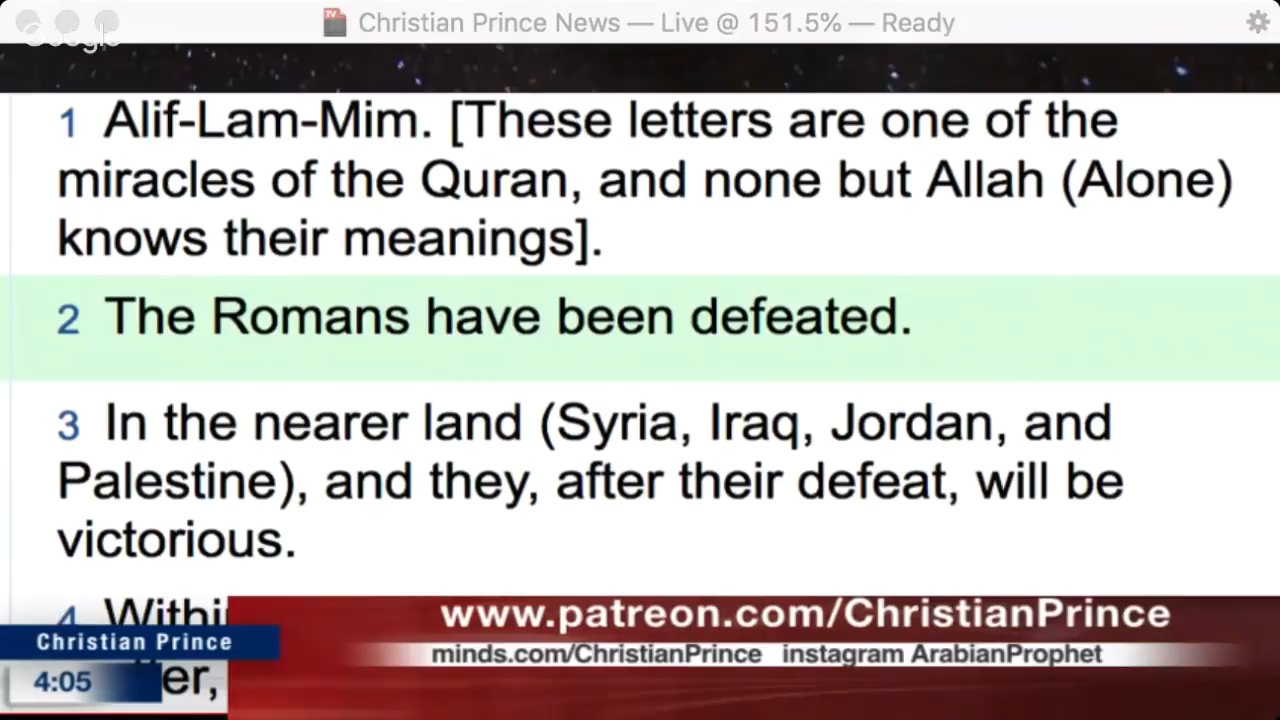 Christian Prince News — Live @ 151.5% — Ready
Google
1 Alif-Lam-Mim. [These letters are one of the
miracles of the Quran, and none but Allah (Alone)
knows their meanings].
2 The Romans have been defeated.
3 In the nearer land (Syria, Iraq, Jordan, and
Palestine), and they, after their defeat, will be
victorious.
4
www.patreon.com/ChristianPrince
Christian Prince
minds.com/ChristianPrince instagram ArabianProphet
4:05
er,